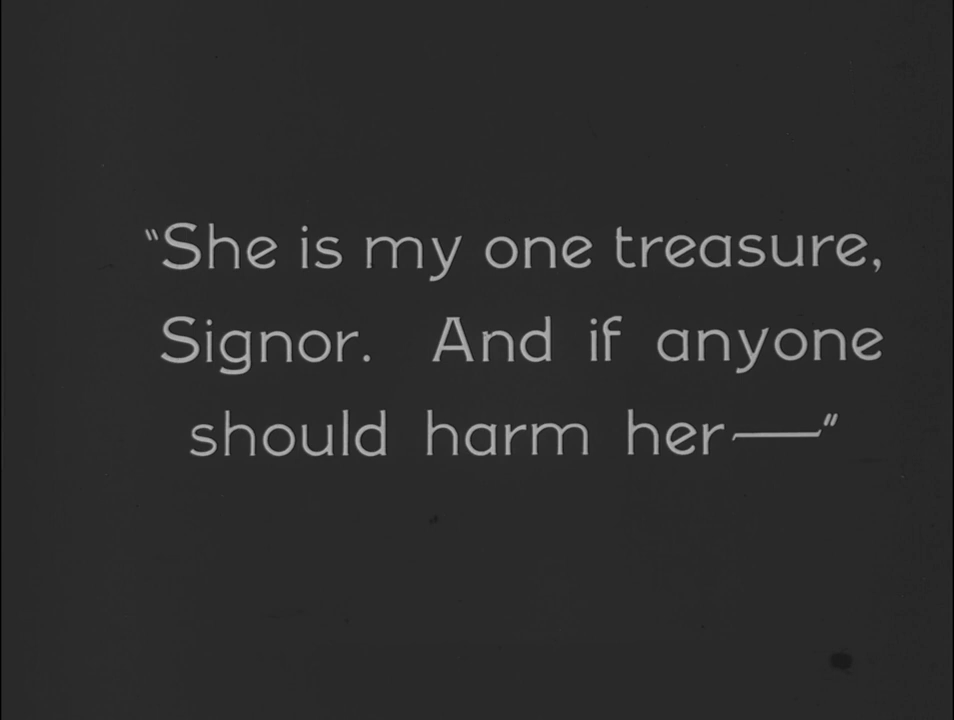 "She is my one treasure,
Signor. And if anyone
should harm her——"